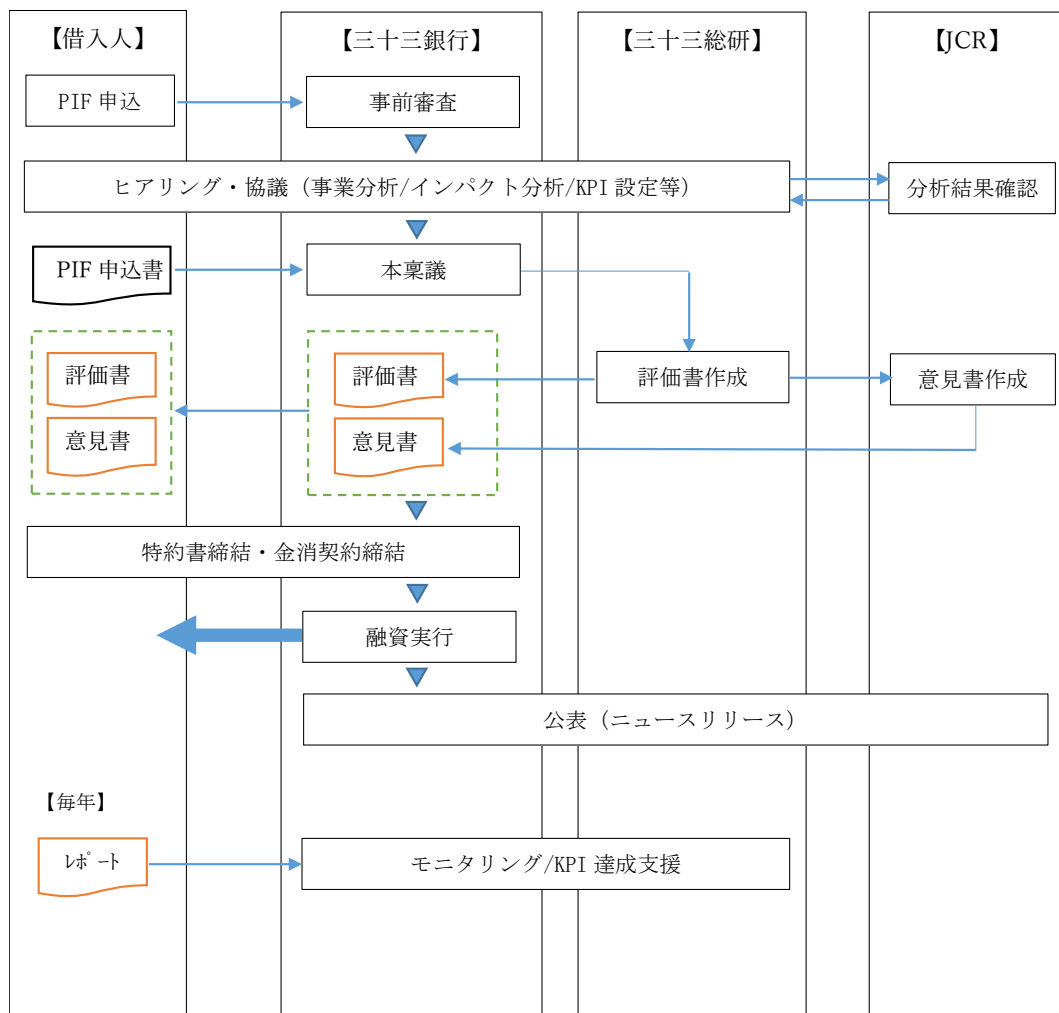 【借入人】
【三十三銀行】
【三十三総研】
【JCR】
PIF 申込
事前審査
ヒアリング・協議（事業分析/インパクト分析/KPI 設定等）
分析結果確認
PIF 申込書
本稟議
評価書
評価書
評価書作成
意見書作成
意見書
意見書
特約書締結・金消契約締結
融資実行
公表（ニュースリリース）
【毎年】
ﾚﾎﾟｰﾄ
モニタリング/KPI 達成支援